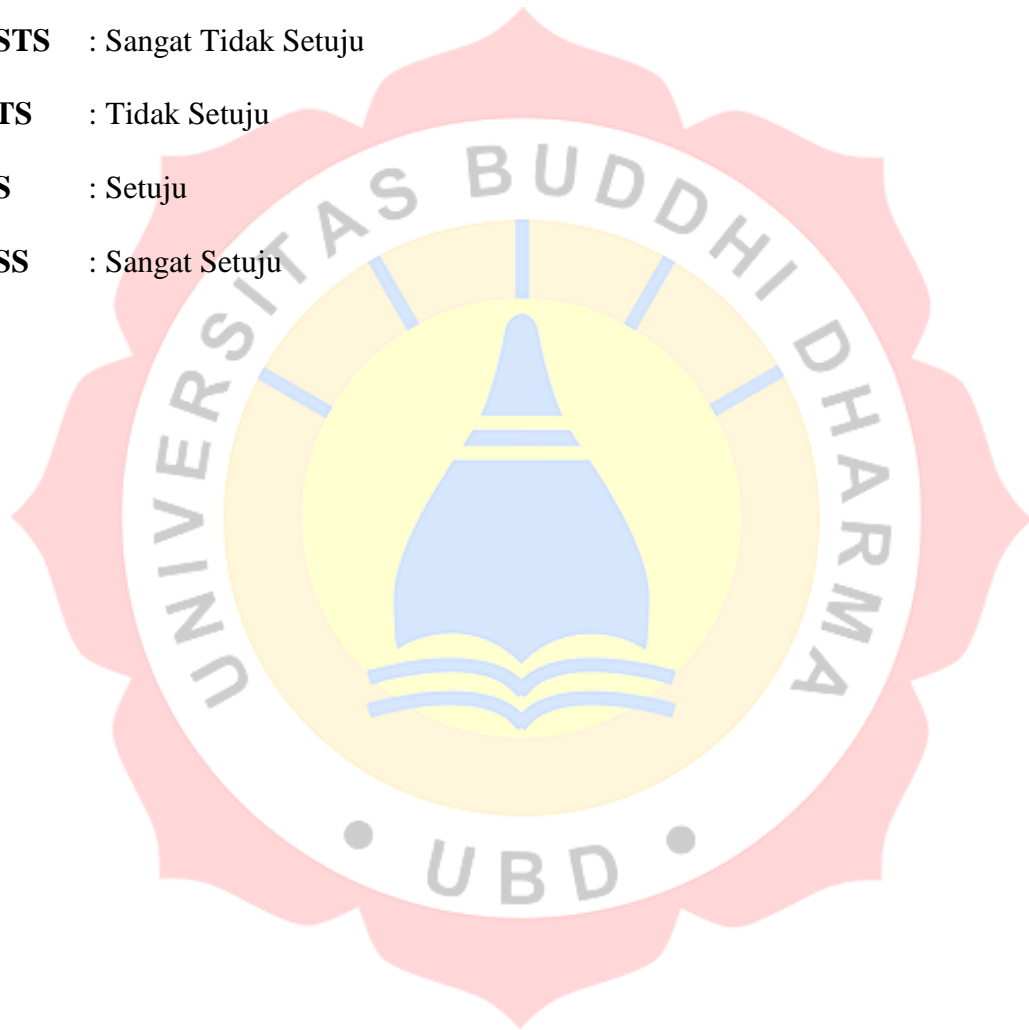 STS : Sangat Tidak Setuju
TS : Tidak Setuju
S : Setuju
SS : Sangat Setuju
UNIVERSITAS BUDDHI DHARMA
• UBD •